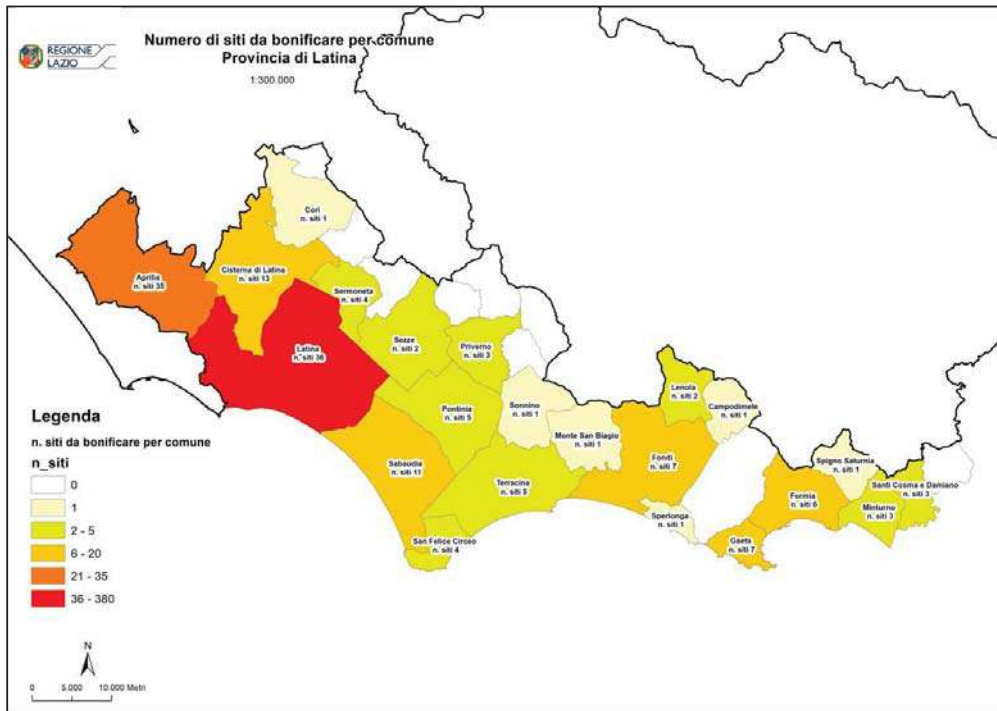 REGIONE
LAZIO
Numero di siti da bonificare per comune
Provincia di Latina
1:300.000
Cori
n. siti 1
Cisterna di Latina
n. siti 13
Aprilia
n. siti 35
Sermoneta
n. siti 4
Latina
n. siti 36
Sezze
n. siti 2
Priverno
n. siti 3
Lenola
n. siti 2
Campodimele
n. siti 1
Pontinia
n. siti 5
Sonnino
n. siti 1
Monte San Biagio
n. siti 1
Fondi
n. siti 7
Spigno Saturnia
n. siti 1
Santi Cosma e Damiano
n. siti 3
Sabaudia
n. siti 11
Terracina
n. siti 5
Formia
n. siti 6
Minturno
n. siti 3
Sperlonga
n. siti 1
San Felice Circeo
n. siti 4
Gaeta
n. siti 7
Legenda
n. siti da bonificare per comune
n_siti
0
1
2 - 5
6 - 20
21 - 35
36 - 380
N
0 5.000 10.000 Metri